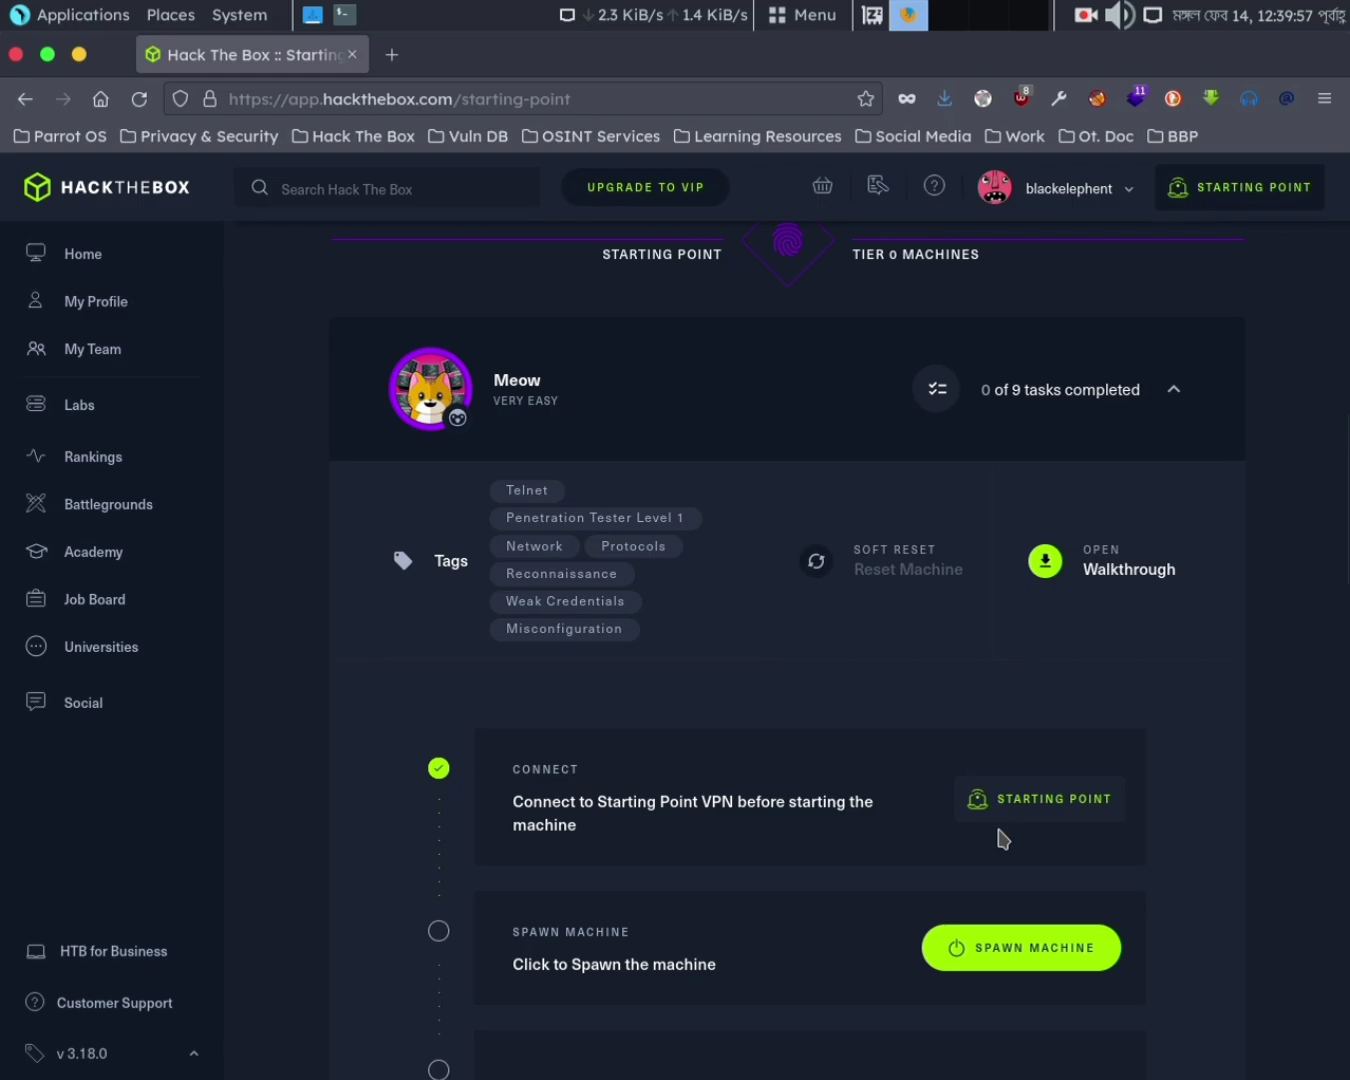 Applications Places System 2.3 KiB/s 1.4 KiB/s Menu মঙ্গল ফেব 14, 12:39:57 পূর্বাহ্ন
Hack The Box :: Starting
https://app.hackthebox.com/starting-point 8 11
Parrot OS Privacy & Security Hack The Box Vuln DB OSINT Services Learning Resources Social Media Work Ot. Doc BBP
HACKTHEBOX Search Hack The Box UPGRADE TO VIP blackelephent STARTING POINT
Home
My Profile
My Team
Labs
Rankings
Battlegrounds
Academy
Job Board
Universities
Social
HTB for Business
Customer Support
v 3.18.0
STARTING POINT TIER 0 MACHINES
Meow
VERY EASY
0 of 9 tasks completed
Tags
Telnet
Penetration Tester Level 1
Network Protocols
Reconnaissance
Weak Credentials
Misconfiguration
SOFT RESET
Reset Machine
OPEN
Walkthrough
CONNECT
Connect to Starting Point VPN before starting the
machine
STARTING POINT
SPAWN MACHINE
Click to Spawn the machine
SPAWN MACHINE